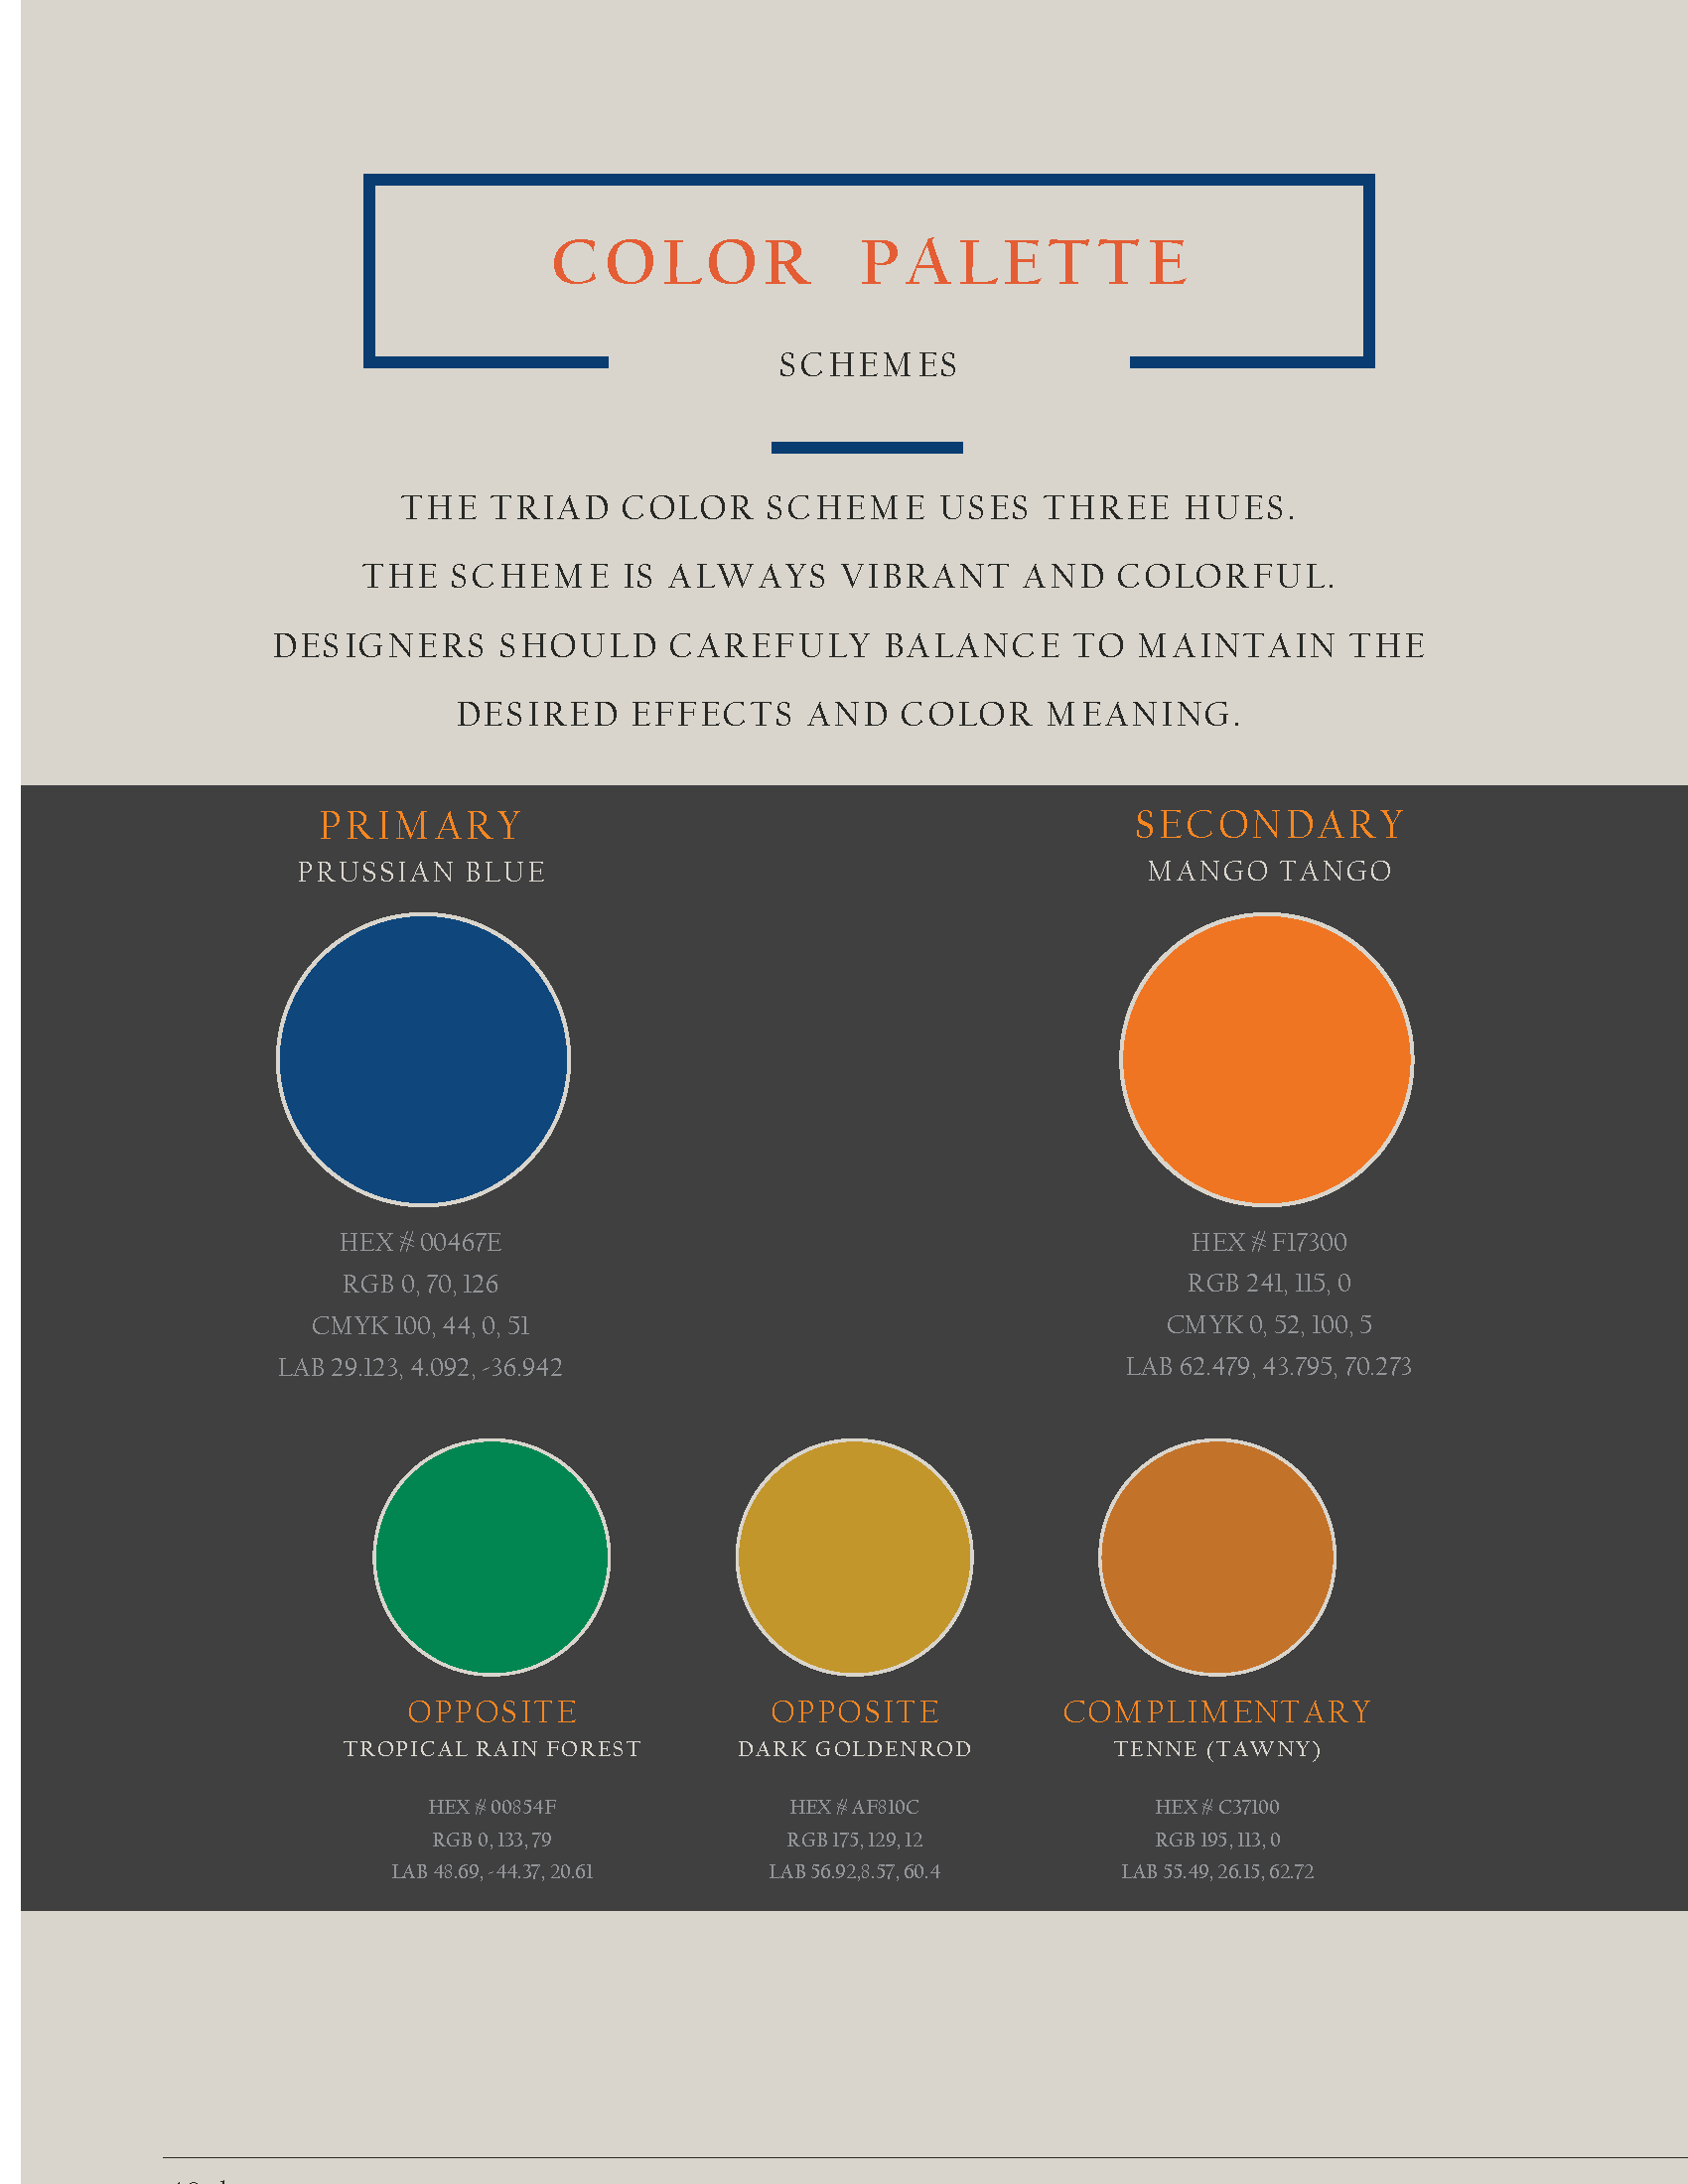 COLOR PALETTE
SCHEMES
THE TRIAD COLOR SCHEME USES THREE HUES.
THE SCHEME IS ALWAYS VIBRANT AND COLORFUL.
DESIGNERS SHOULD CAREFULY BALANCE TO MAINTAIN THE
DESIRED EFFECTS AND COLOR MEANING.
PRIMARY
PRUSSIAN BLUE
HEX # 00467E
RGB 0, 70, 126
CMYK 100, 44, 0, 51
LAB 29.123, 4.092, -36.942
SECONDARY
MANGO TANGO
HEX # F17300
RGB 241, 115, 0
CMYK 0, 52, 100, 5
LAB 62.479, 43.795, 70.273
OPPOSITE
TROPICAL RAIN FOREST
HEX # 00854F
RGB 0, 133, 79
LAB 48.69, -44.37, 20.61
OPPOSITE
DARK GOLDENROD
HEX # AF810C
RGB 175, 129, 12
LAB 56.92,8.57, 60.4
COMPLIMENTARY
TENNE (TAWNY)
HEX # C37100
RGB 195, 113, 0
LAB 55.49, 26.15, 62.72